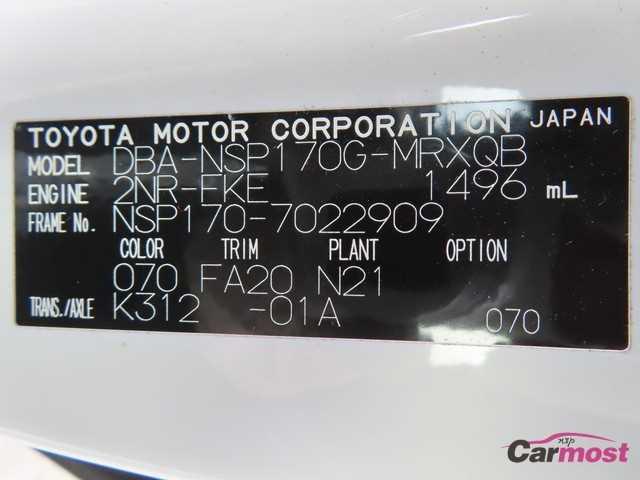 TOYOTA MOTOR CORPORATION JAPAN
MODEL DBA-NSP170G-MRXQB
ENGINE 2NR-FKE 1496 mL
FRAME No. NSP170-7022909
COLOR TRIM PLANT OPTION
070 FA20 N21
TRANS./AXLE K312 -01A 070
nxp
Carmost